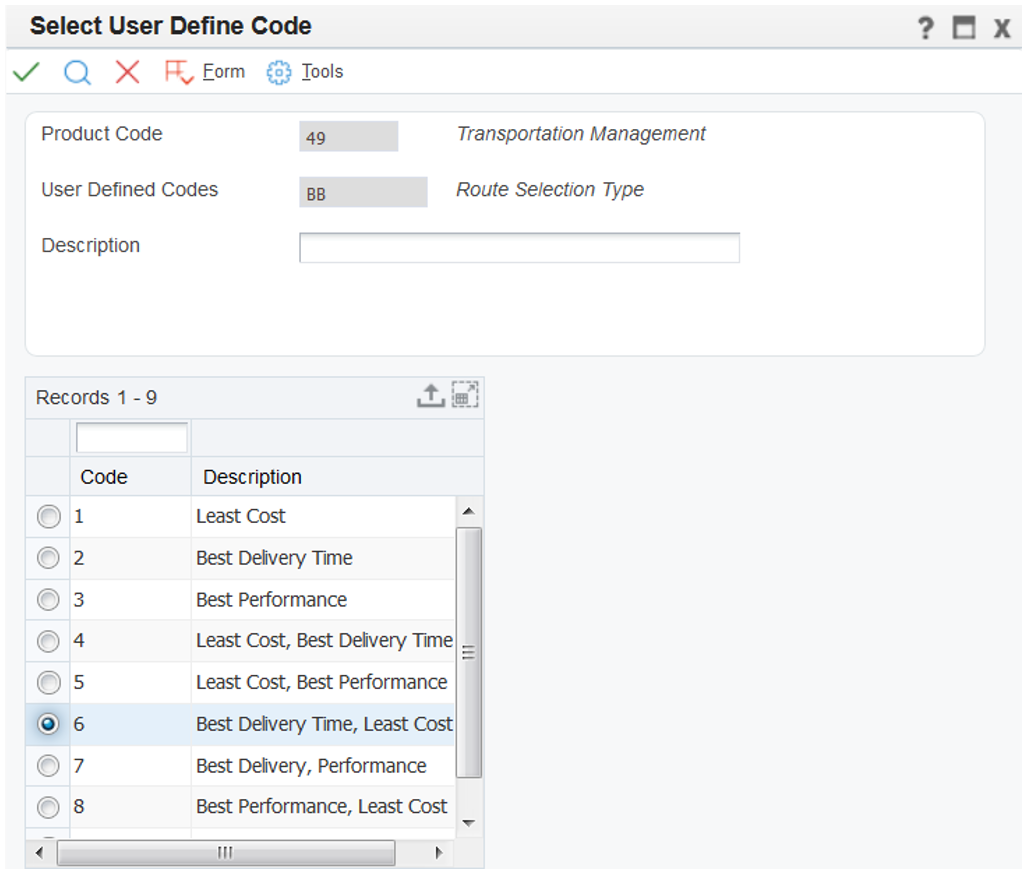 Select User Define Code
? X
Form Tools
Product Code 49 Transportation Management
User Defined Codes BB Route Selection Type
Description
Records 1 - 9
Code Description
1 Least Cost
2 Best Delivery Time
3 Best Performance
4 Least Cost, Best Delivery Time
5 Least Cost, Best Performance
6 Best Delivery Time, Least Cost
7 Best Delivery, Performance
8 Best Performance, Least Cost